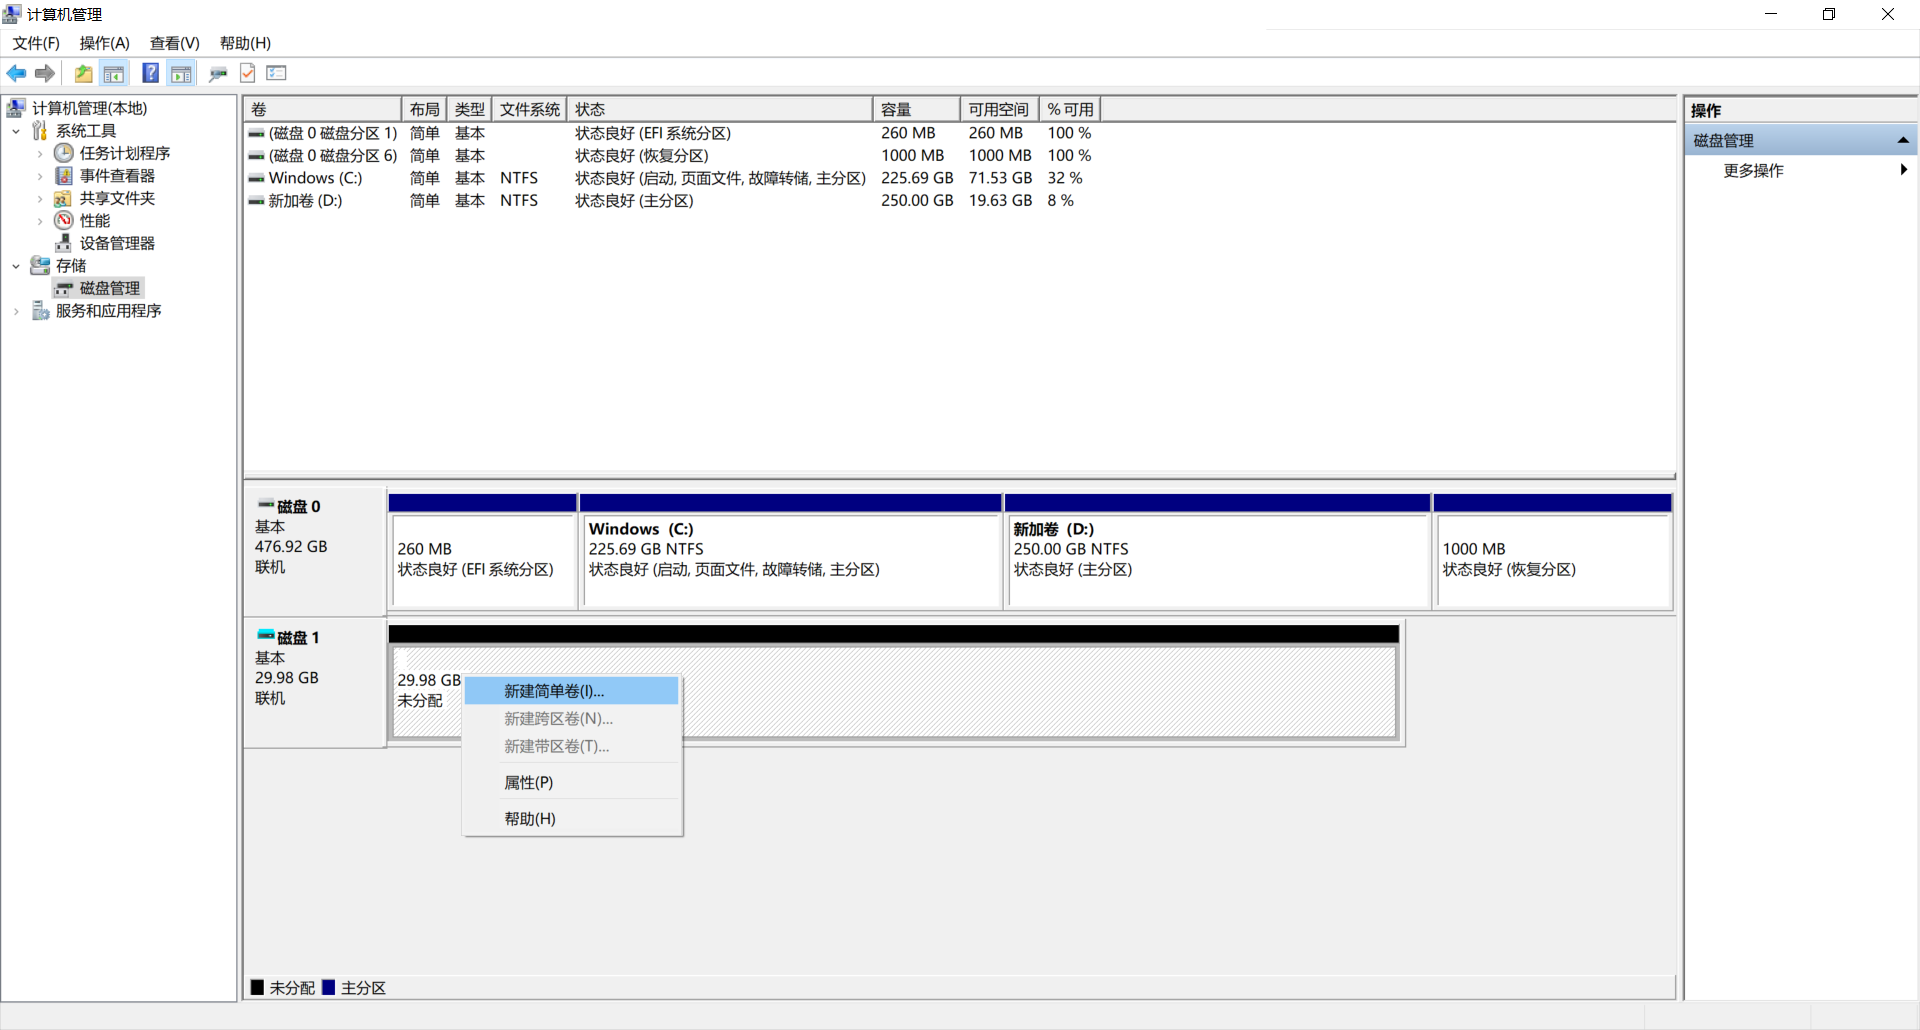 计算机管理
文件(F) 操作(A) 查看(V) 帮助(H)
计算机管理(本地)
系统工具
任务计划程序
事件查看器
共享文件夹
性能
设备管理器
存储
磁盘管理
服务和应用程序
卷 布局 类型 文件系统 状态 容量 可用空间 % 可用
(磁盘 0 磁盘分区 1) 简单 基本 状态良好 (EFI 系统分区) 260 MB 260 MB 100 %
(磁盘 0 磁盘分区 6) 简单 基本 状态良好 (恢复分区) 1000 MB 1000 MB 100 %
Windows (C:) 简单 基本 NTFS 状态良好 (启动, 页面文件, 故障转储, 主分区) 225.69 GB 71.53 GB 32 %
新加卷 (D:) 简单 基本 NTFS 状态良好 (主分区) 250.00 GB 19.63 GB 8 %
磁盘 0
基本
476.92 GB
联机
260 MB
状态良好 (EFI 系统分区)
Windows (C:)
225.69 GB NTFS
状态良好 (启动, 页面文件, 故障转储, 主分区)
新加卷 (D:)
250.00 GB NTFS
状态良好 (主分区)
1000 MB
状态良好 (恢复分区)
磁盘 1
基本
29.98 GB
联机
29.98 GB
未分配
新建简单卷(I)...
新建跨区卷(N)...
新建带区卷(T)...
属性(P)
帮助(H)
未分配 主分区
操作
磁盘管理
更多操作